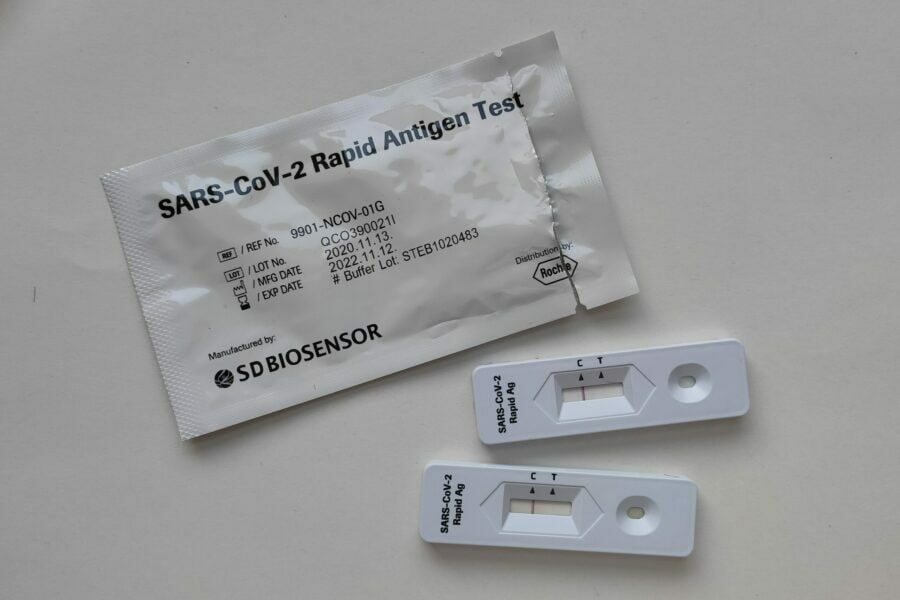 SARS-CoV-2 Rapid Antigen Test
REF / REF No. 9901-NCOV-01G
LOT / LOT No. QCO390021I
/ MFG DATE 2020.11.13.
/ EXP DATE 2022.11.12.
# Buffer Lot: STEB1020483
Distribution by:
Roche
Manufactured by:
SD BIOSENSOR
C T
SARS-CoV-2
Rapid Ag
C T
SARS-CoV-2
Rapid Ag